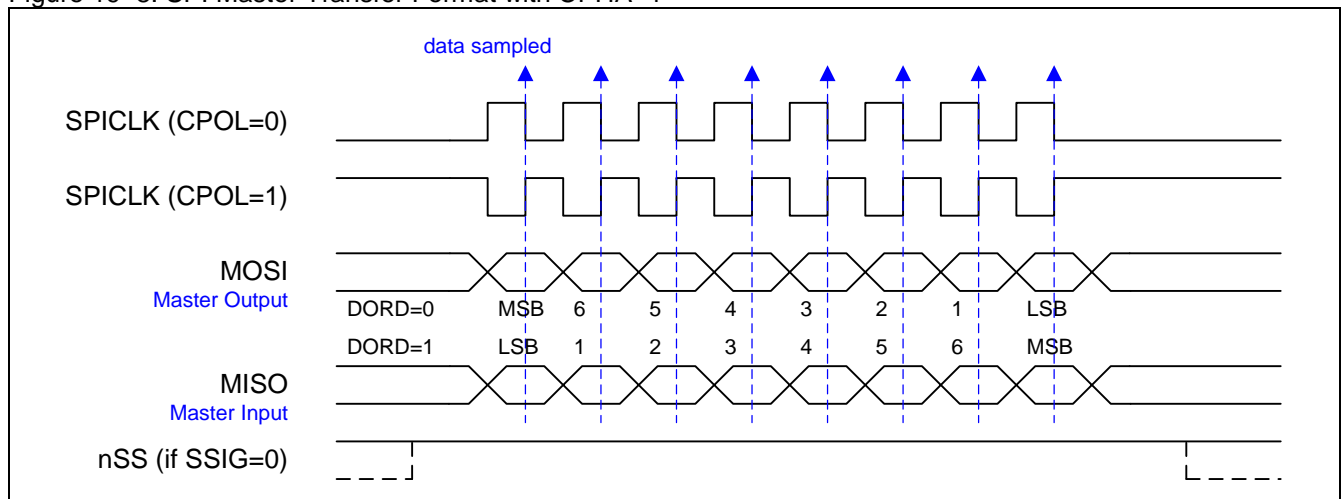 data sampled
SPICLK (CPOL=0)
SPICLK (CPOL=1)
MOSI
Master Output
DORD=0 MSB 6 5 4 3 2 1 LSB
DORD=1 LSB 1 2 3 4 5 6 MSB
MISO
Master Input
nSS (if SSIG=0)